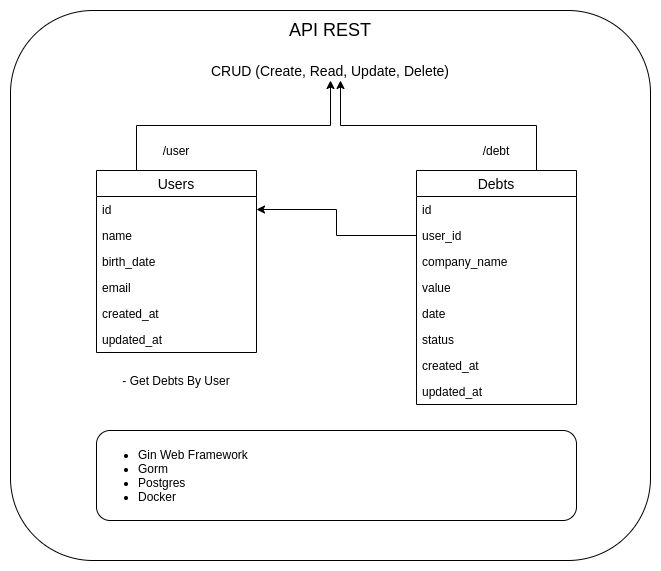 API REST
CRUD (Create, Read, Update, Delete)
/user
/debt
Users
id
name
birth_date
email
created_at
updated_at
- Get Debts By User
Debts
id
user_id
company_name
value
date
status
created_at
updated_at
Gin Web Framework
Gorm
Postgres
Docker